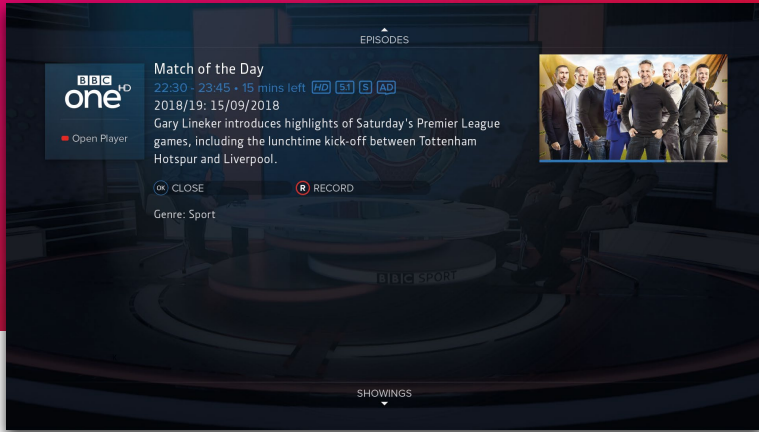 EPISODES
BBC
one HD
Open Player
Match of the Day
22:30 - 23:45 • 15 mins left HD 5.1 S AD
2018/19: 15/09/2018
Gary Lineker introduces highlights of Saturday's Premier League
games, including the lunchtime kick-off between Tottenham
Hotspur and Liverpool.
OK CLOSE
R RECORD
Genre: Sport
BBC SPORT
SHOWINGS